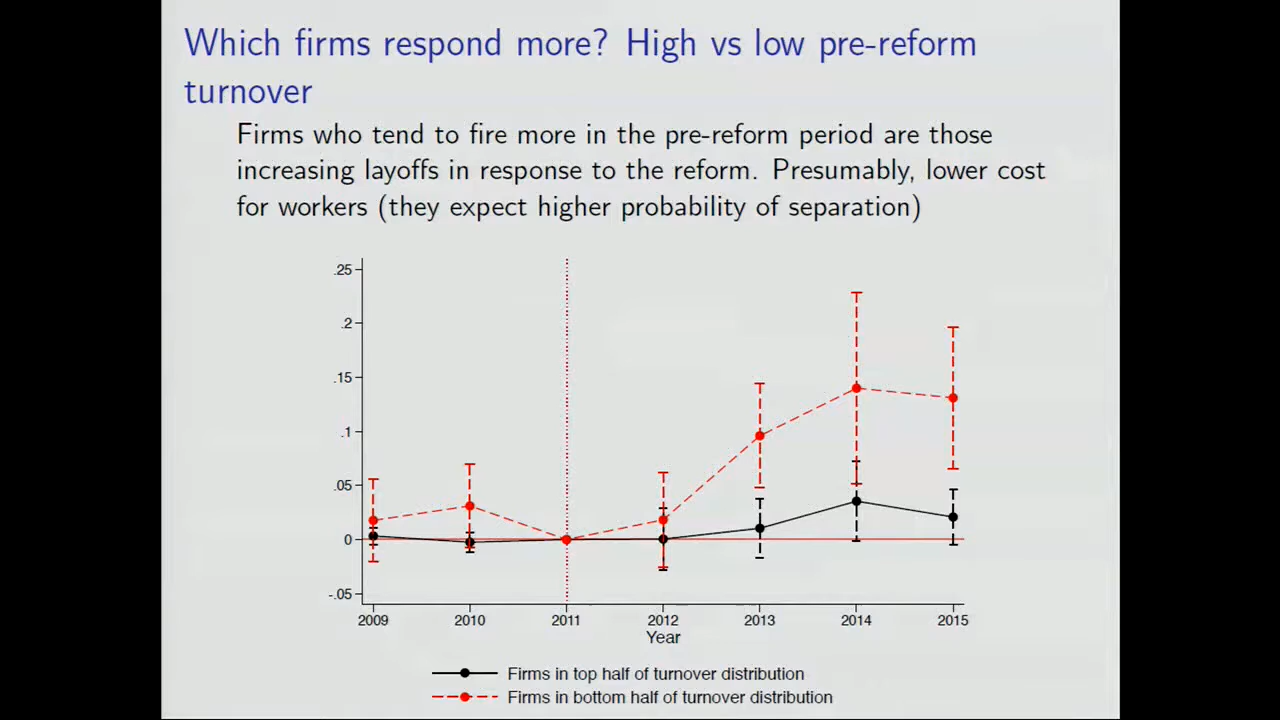 Which firms respond more? High vs low pre-reform
turnover
Firms who tend to fire more in the pre-reform period are those
increasing layoffs in response to the reform. Presumably, lower cost
for workers (they expect higher probability of separation)
.25
.2
.15
.1
.05
0
-.05
2009 2010 2011 2012 2013 2014 2015
Year
Firms in top half of turnover distribution
Firms in bottom half of turnover distribution